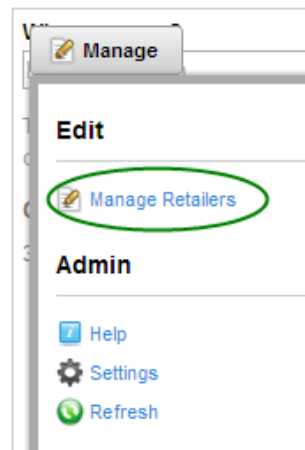 Manage
Edit
Manage Retailers
Admin
Help
Settings
Refresh